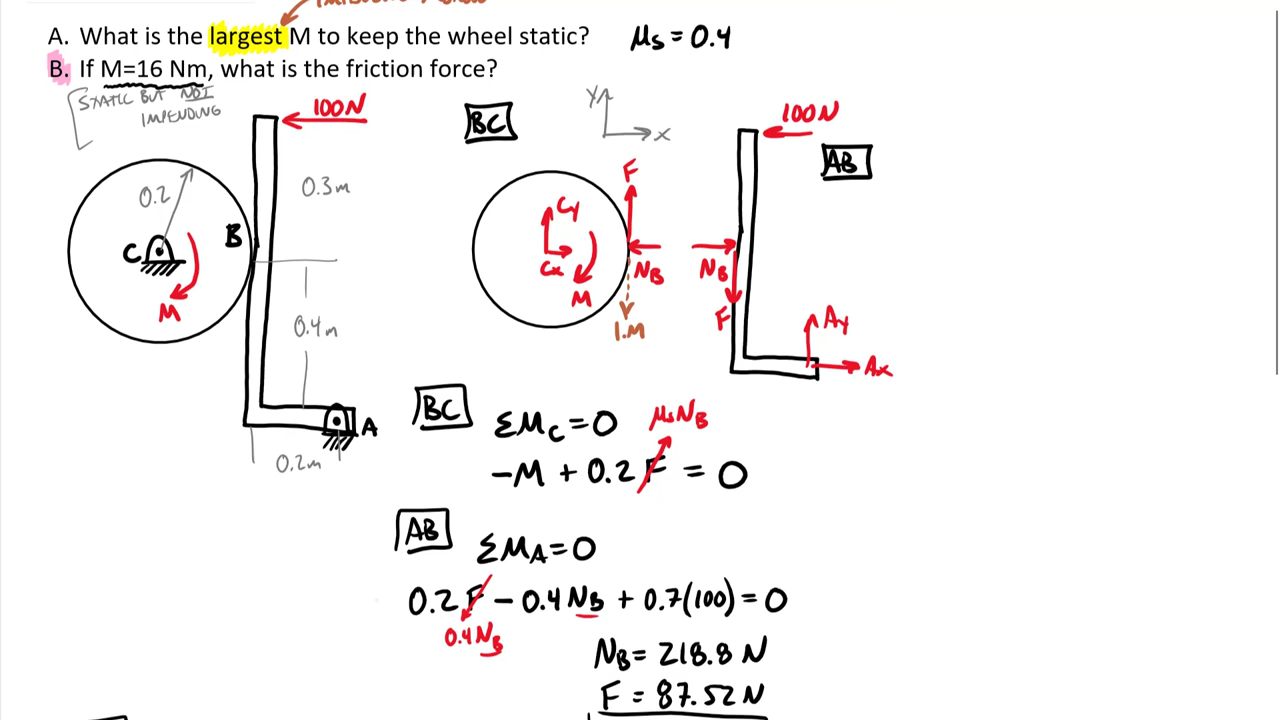 A. What is the largest M to keep the wheel static? μs = 0.4
B. If M=16 Nm, what is the friction force?
STATIC BUT NOT
IMPENDING
100N
0.3m
0.2
C
B
M
0.4m
A
0.2m
BC
Y
X
F
Cy
Cx
M
NB
I.M
100N
AB
NB
F
Ay
Ax
BC ΣMC=0 μsNB
-M + 0.2F = 0
AB ΣMA=0
0.2F - 0.4NB + 0.7(100) = 0
0.4NB
NB = 218.8 N
F = 87.52N